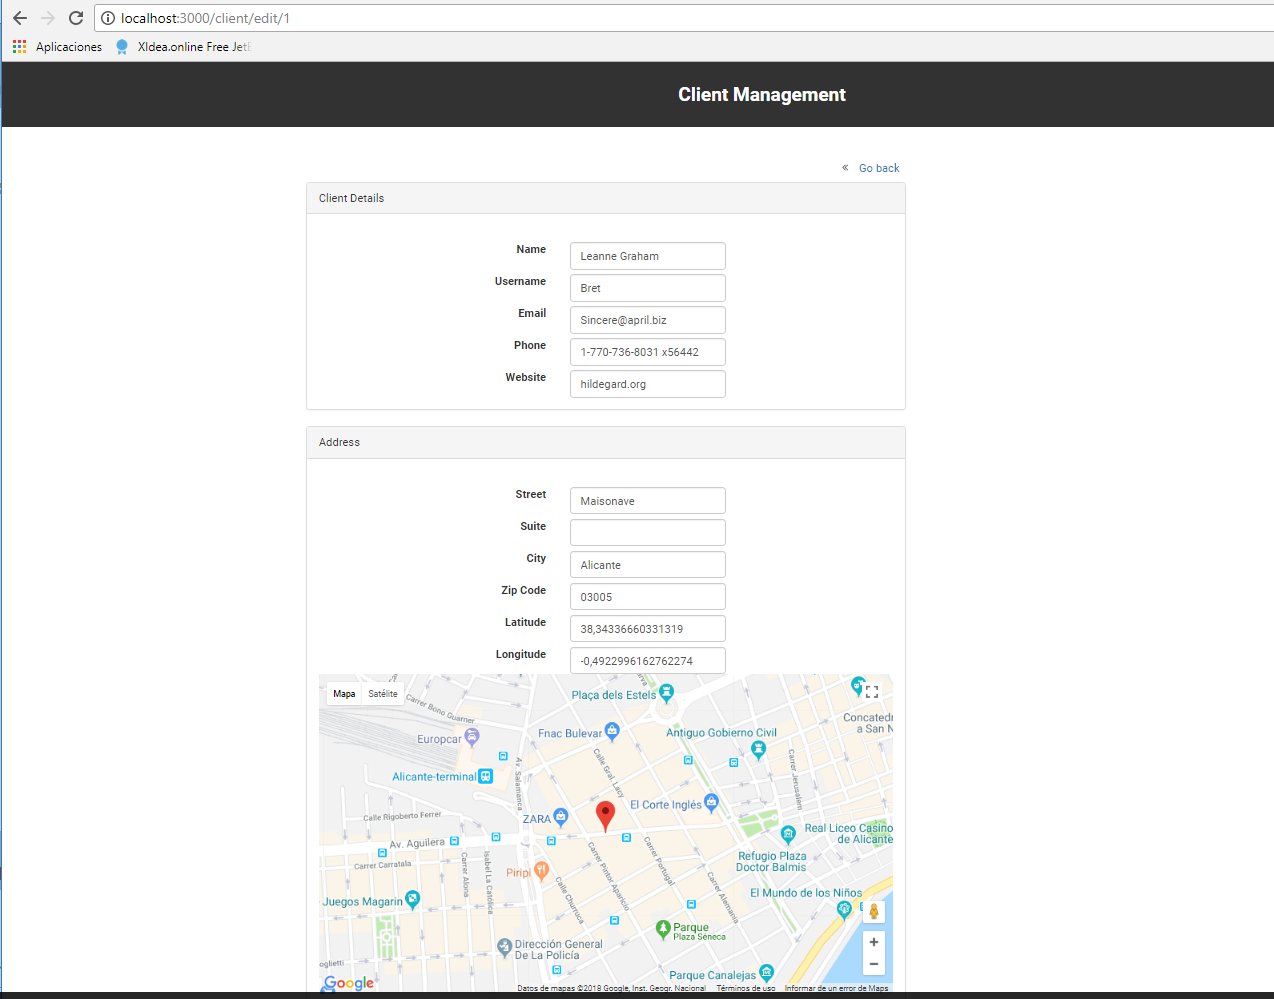 localhost:3000/client/edit/1
Aplicaciones XIdea.online Free Jet
Client Management
« Go back
Client Details
Name Leanne Graham
Username Bret
Email Sincere@april.biz
Phone 1-770-736-8031 x56442
Website hildegard.org
Address
Street Maisonave
Suite
City Alicante
Zip Code 03005
Latitude 38,34336660331319
Longitude -0,4922996162762274
Mapa Satélite
Plaça dels Estels
Carrer Bono Guarner
Concated
a San N
Europcar
Fnac Bulevar
Antiguo Gobierno Civil
Av. Salamanca
Calle Gral. Lacy
Carrer Jerusalem
Alicante-terminal
El Corte Inglés
Calle Rigoberto Ferrer
ZARA
Real Liceo Casino
de Alicante
Av. Aguilera
Refugio Plaza
Doctor Balmis
Carrer Carratala
Carrer Alona
Isabel La Católica
Carrer Pintor Aparicio
Carrer Portugal
Carrer Alemania
Piripi
Calle Churruca
El Mundo de los Niños
Juegos Magarin
Parque
Plaza Séneca
Dirección General
De La Policía
oglietti
Parque Canalejas
Google
Datos de mapas ©2018 Google, Inst. Geogr. Nacional Términos de uso Informar de un error de Maps